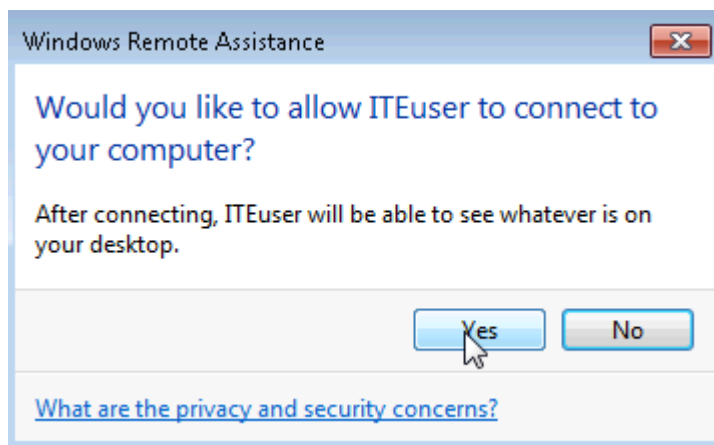 Windows Remote Assistance
Would you like to allow ITEuser to connect to
your computer?
After connecting, ITEuser will be able to see whatever is on
your desktop.
Yes No
What are the privacy and security concerns?